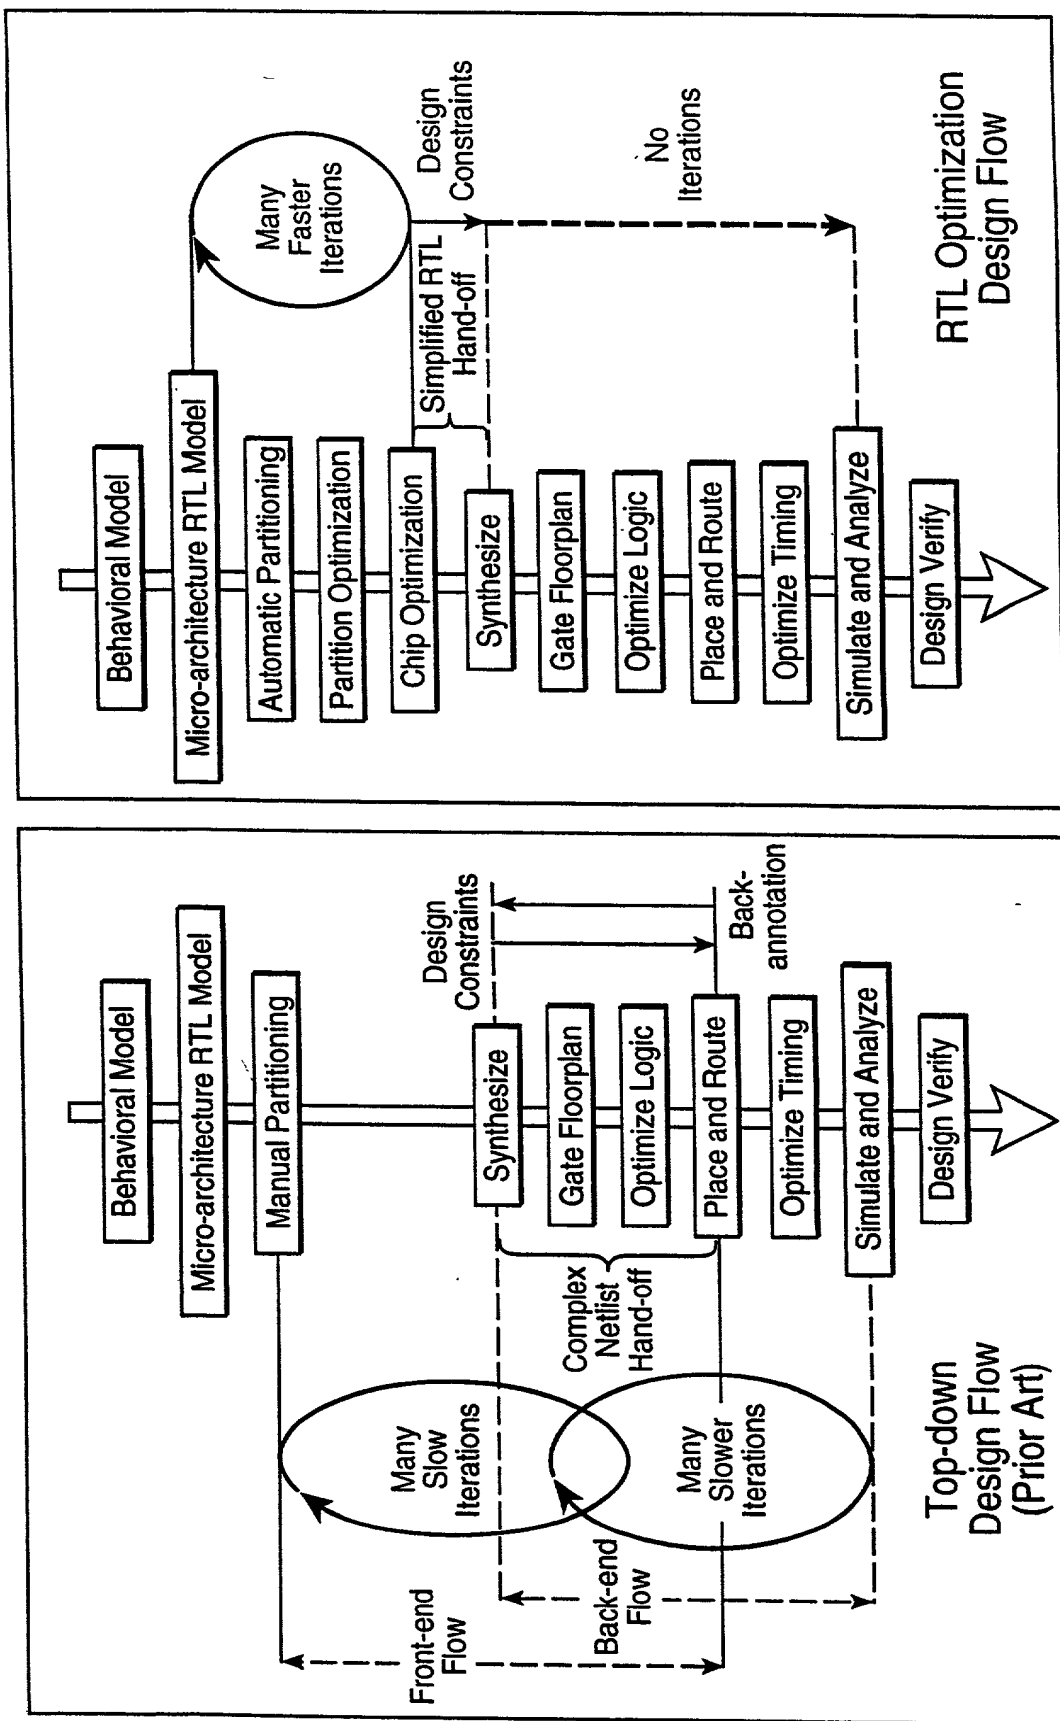 Behavioral Model
Micro-architecture RTL Model
Manual Partitioning
Synthesize
Gate Floorplan
Optimize Logic
Place and Route
Optimize Timing
Simulate and Analyze
Design Verify
Design
Constraints
Back-
annotation
Complex
Netlist
Hand-off
Many
Slow
Iterations
Many
Slower
Iterations
Front-end
Flow
Back-end
Flow
Top-down
Design Flow
(Prior Art)
Behavioral Model
Micro-architecture RTL Model
Automatic Partitioning
Partition Optimization
Chip Optimization
Synthesize
Gate Floorplan
Optimize Logic
Place and Route
Optimize Timing
Simulate and Analyze
Design Verify
Many
Faster
Iterations
Simplified RTL
Hand-off
Design
Constraints
No
Iterations
RTL Optimization
Design Flow